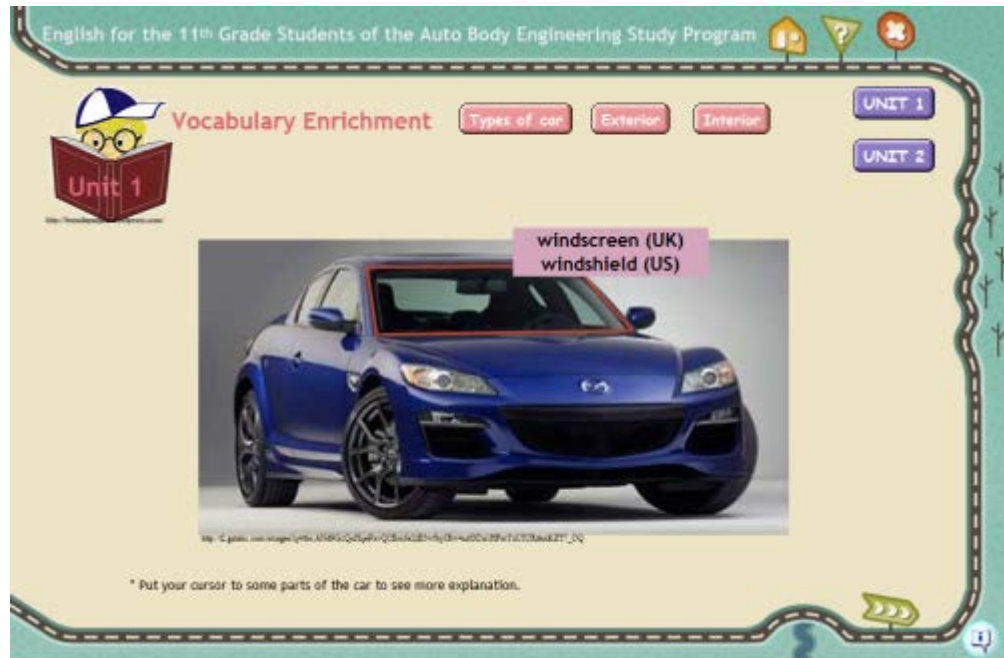 English for the 11th Grade Students of the Auto Body Engineering Study Program
?
UNIT 1
Vocabulary Enrichment
Types of car
Exterior
Interior
UNIT 2
Unit 1
windscreen (UK)
windshield (US)
* Put your cursor to some parts of the car to see more explanation.
i